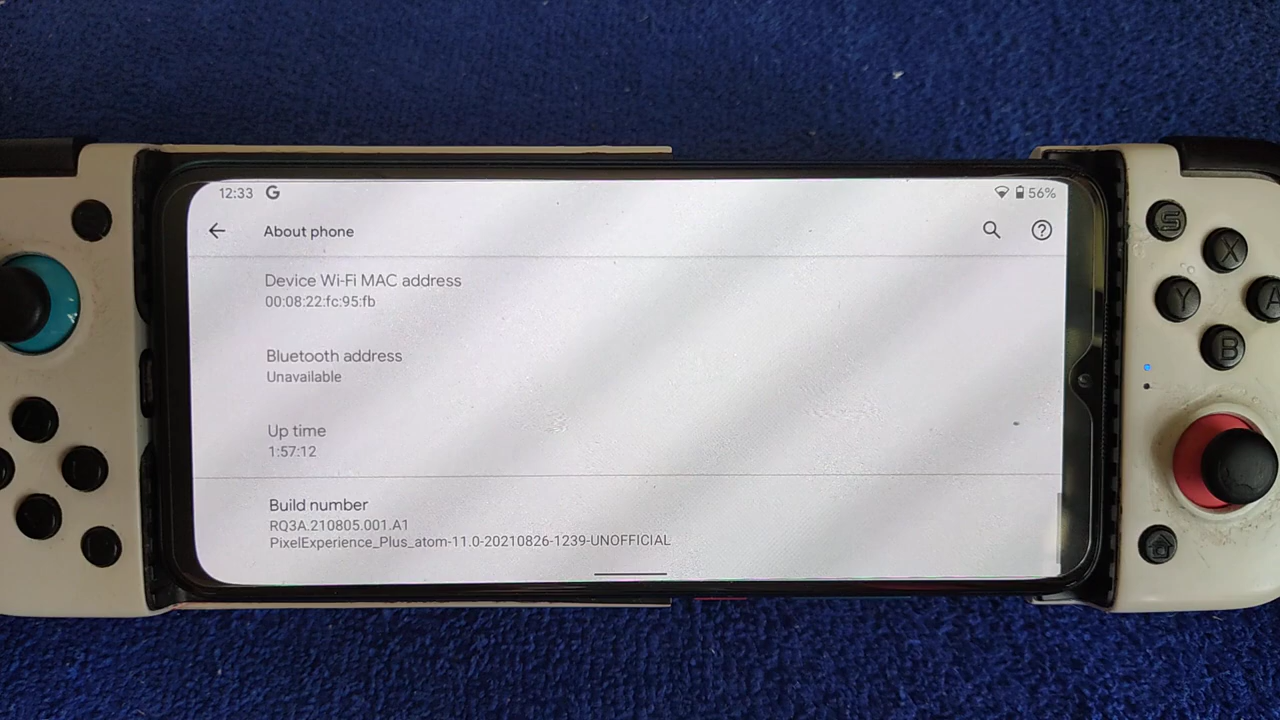 12:33 G 56%
About phone
Device Wi-Fi MAC address
00:08:22:fc:95:fb
Bluetooth address
Unavailable
Up time
1:57:12
Build number
RQ3A.210805.001.A1
PixelExperience_Plus_atom-11.0-20210826-1239-UNOFFICIAL
S
X
Y
A
B